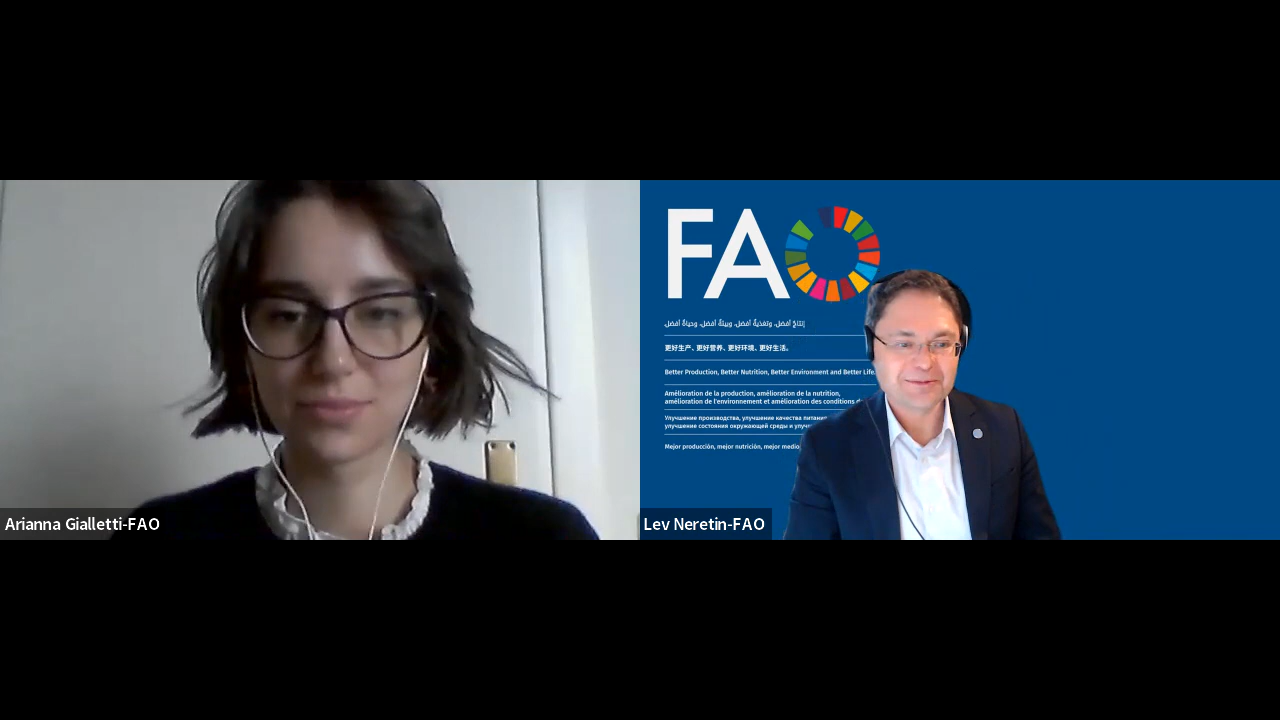 FAO
إنتاجٌ أفضل، وتغذيةٌ أفضل، وبيئةٌ أفضل، وحياةٌ أفضل.
更好生产、更好营养、更好环境、更好生活。
Better Production, Better Nutrition, Better Environment and Better Life.
Amélioration de la production, amélioration de la nutrition,
amélioration de l'environnement et amélioration des conditions
Улучшение производства, улучшение качества питания
улучшение состояния окружающей среды и
Mejor producción, mejor nutrición, mejor
Arianna Gialletti-FAO
Lev Neretin-FAO